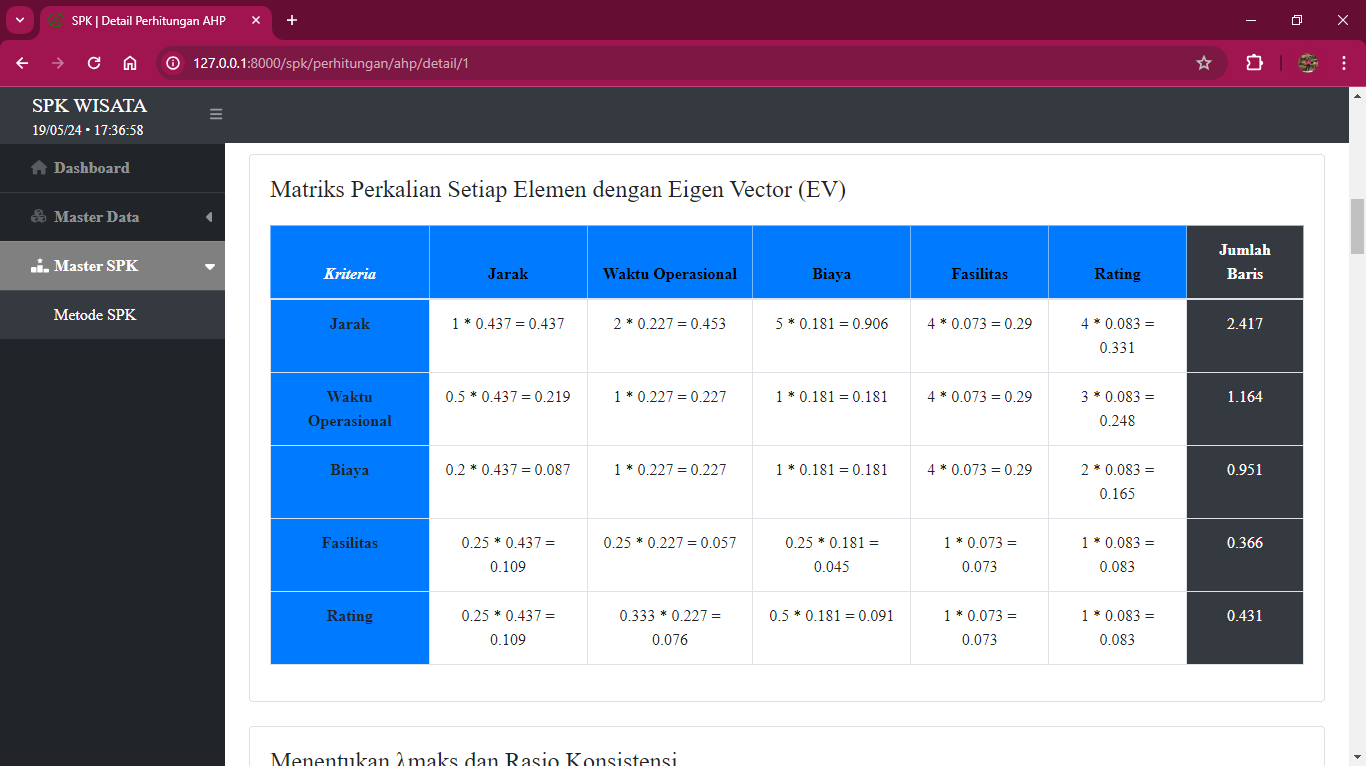 SPK | Detail Perhitungan AHP
127.0.0.1:8000/spk/perhitungan/ahp/detail/1
SPK WISATA
19/05/24 • 17:36:58
Dashboard
Master Data
Master SPK
Metode SPK
Matriks Perkalian Setiap Elemen dengan Eigen Vector (EV)
Kriteria Jarak Waktu Operasional Biaya Fasilitas Rating Jumlah Baris
Jarak 1 * 0.437 = 0.437 2 * 0.227 = 0.453 5 * 0.181 = 0.906 4 * 0.073 = 0.29 4 * 0.083 = 0.331 2.417
Waktu Operasional 0.5 * 0.437 = 0.219 1 * 0.227 = 0.227 1 * 0.181 = 0.181 4 * 0.073 = 0.29 3 * 0.083 = 0.248 1.164
Biaya 0.2 * 0.437 = 0.087 1 * 0.227 = 0.227 1 * 0.181 = 0.181 4 * 0.073 = 0.29 2 * 0.083 = 0.165 0.951
Fasilitas 0.25 * 0.437 = 0.109 0.25 * 0.227 = 0.057 0.25 * 0.181 = 0.045 1 * 0.073 = 0.073 1 * 0.083 = 0.083 0.366
Rating 0.25 * 0.437 = 0.109 0.333 * 0.227 = 0.076 0.5 * 0.181 = 0.091 1 * 0.073 = 0.073 1 * 0.083 = 0.083 0.431
Menentukan λmaks dan Rasio Konsistensi